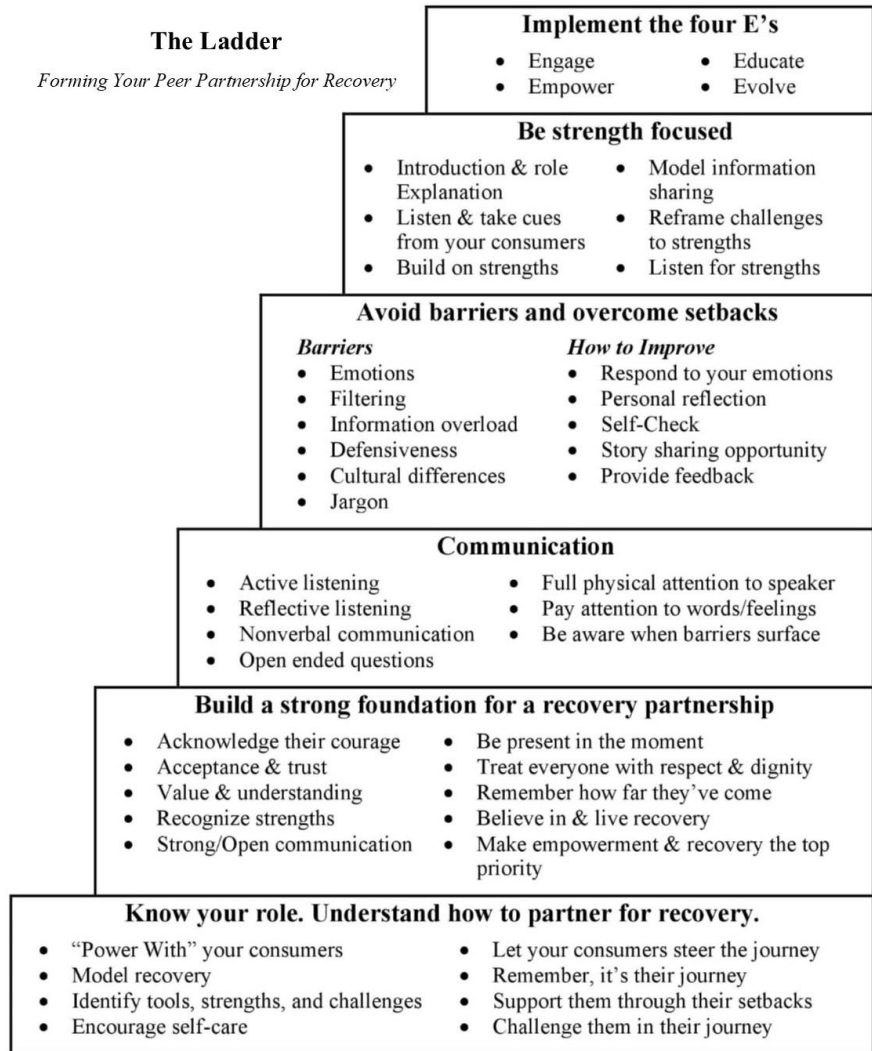 The Ladder
Forming Your Peer Partnership for Recovery
Implement the four E's
• Engage
• Empower
• Educate
• Evolve
Be strength focused
• Introduction & role
Explanation
• Listen & take cues
from your consumers
• Build on strengths
• Model information
sharing
• Reframe challenges
to strengths
• Listen for strengths
Avoid barriers and overcome setbacks
Barriers
• Emotions
• Filtering
• Information overload
• Defensiveness
• Cultural differences
• Jargon
How to Improve
• Respond to your emotions
• Personal reflection
• Self-Check
• Story sharing opportunity
• Provide feedback
Communication
• Active listening
• Reflective listening
• Nonverbal communication
• Open ended questions
• Full physical attention to speaker
• Pay attention to words/feelings
• Be aware when barriers surface
Build a strong foundation for a recovery partnership
• Acknowledge their courage
• Acceptance & trust
• Value & understanding
• Recognize strengths
• Strong/Open communication
• Be present in the moment
• Treat everyone with respect & dignity
• Remember how far they've come
• Believe in & live recovery
• Make empowerment & recovery the top
priority
Know your role. Understand how to partner for recovery.
• “Power With” your consumers
• Model recovery
• Identify tools, strengths, and challenges
• Encourage self-care
• Let your consumers steer the journey
• Remember, it's their journey
• Support them through their setbacks
• Challenge them in their journey